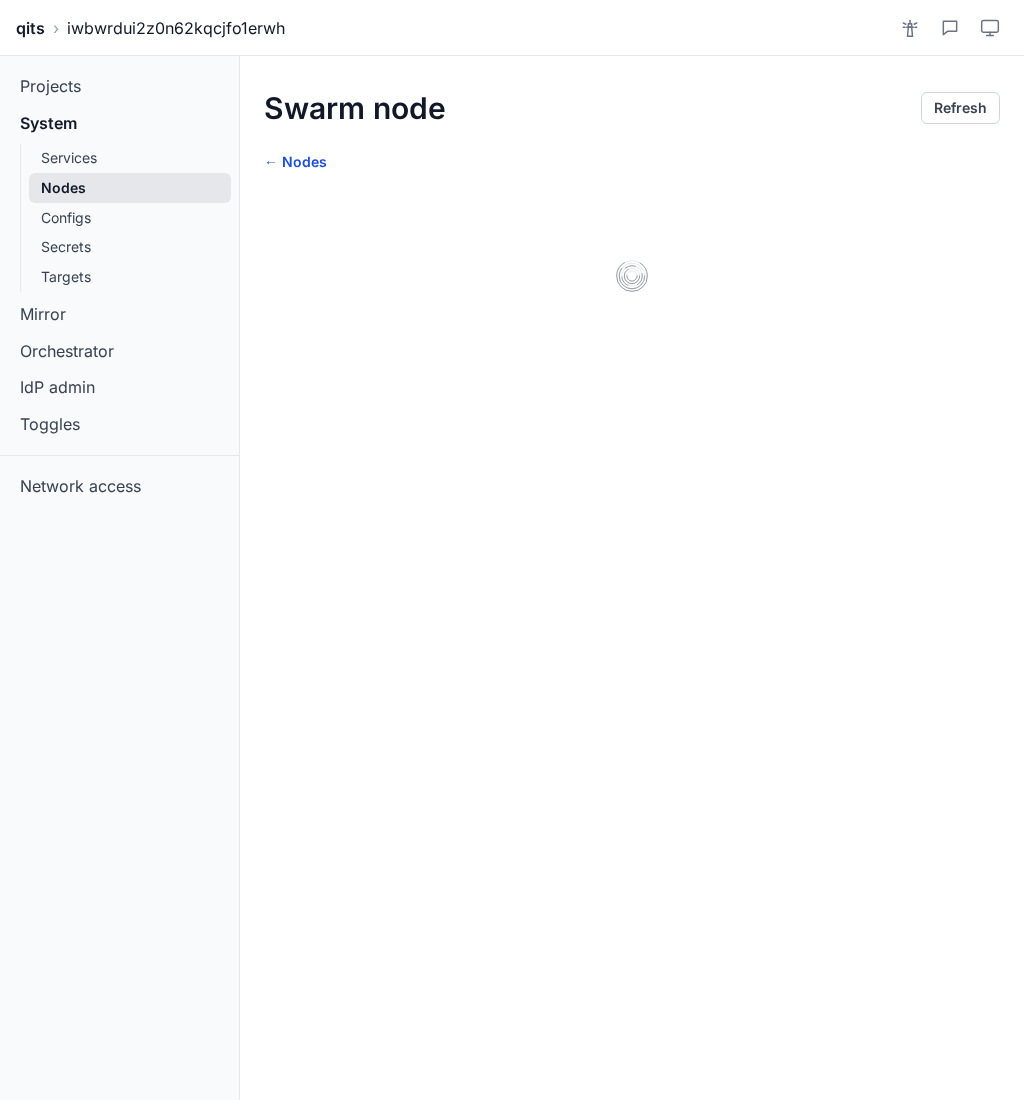 qits › iwbwrdui2z0n62kqcjfo1erwh
Projects
System
Services
Nodes
Configs
Secrets
Targets
Mirror
Orchestrator
IdP admin
Toggles
Network access
Swarm node
Refresh
← Nodes